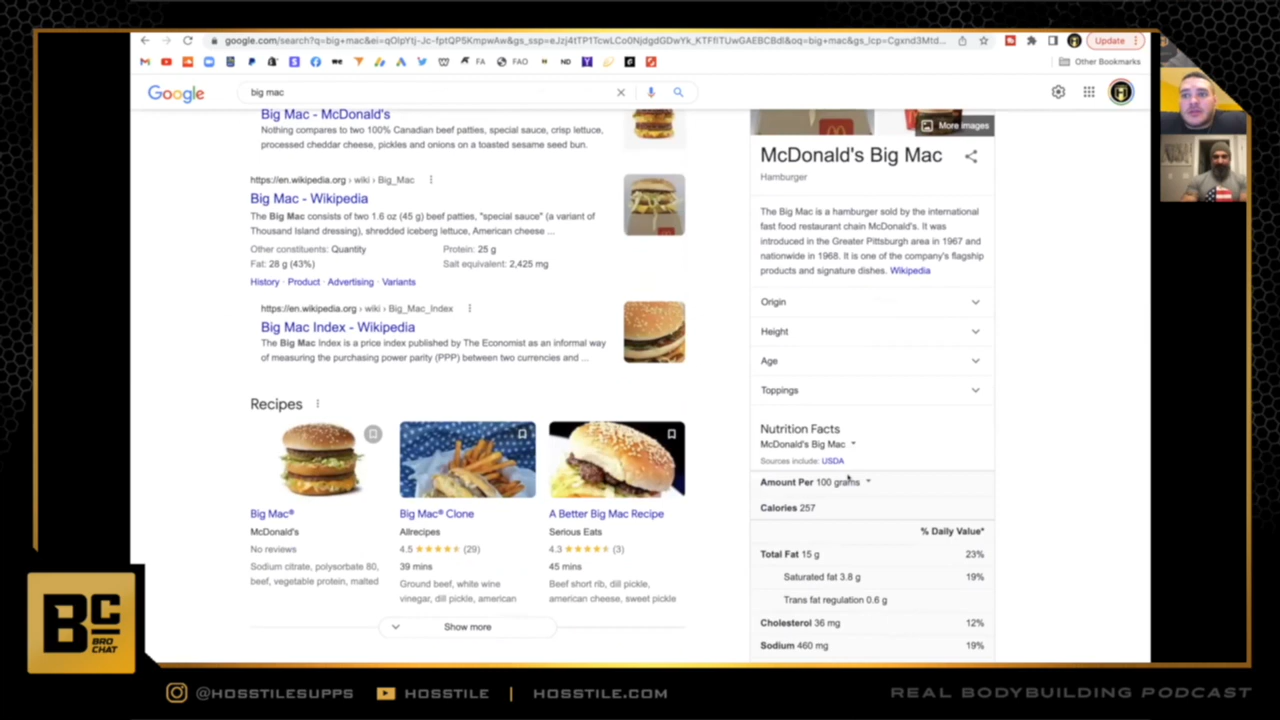 google.com/search?q=big+mac&ei=qOlpYtj-Jc-fptQP5KmpwAw&gs_ssp=eJzj4tTP1TcwLCo0NjdgdGDwYk_KTFfITUwGAEBCBdI&oq=big+mac&gs_lcp=Cgxnd3Mtd...
Update
FA
FAO
ND
Other Bookmarks
Google
big mac
Big Mac - McDonald's
Nothing compares to two 100% Canadian beef patties, special sauce, crisp lettuce,
processed cheddar cheese, pickles and onions on a toasted sesame seed bun.
https://en.wikipedia.org › wiki › Big_Mac
Big Mac - Wikipedia
The Big Mac consists of two 1.6 oz (45 g) beef patties, "special sauce" (a variant of
Thousand Island dressing), shredded iceberg lettuce, American cheese ...
Other constituents: Quantity
Protein: 25 g
Fat: 28 g (43%)
Salt equivalent: 2,425 mg
History · Product · Advertising · Variants
https://en.wikipedia.org › wiki › Big_Mac_Index
Big Mac Index - Wikipedia
The Big Mac Index is a price index published by The Economist as an informal way
of measuring the purchasing power parity (PPP) between two currencies and ...
Recipes
Big Mac®
McDonald's
No reviews
Sodium citrate, polysorbate 80,
beef, vegetable protein, malted
Big Mac® Clone
Allrecipes
4.5 ★★★★★ (29)
39 mins
Ground beef, white wine
vinegar, dill pickle, american
A Better Big Mac Recipe
Serious Eats
4.3 ★★★★★ (3)
45 mins
Beef short rib, dill pickle,
american cheese, sweet pickle
Show more
More images
McDonald's Big Mac
Hamburger
The Big Mac is a hamburger sold by the international
fast food restaurant chain McDonald's. It was
introduced in the Greater Pittsburgh area in 1967 and
nationwide in 1968. It is one of the company's flagship
products and signature dishes. Wikipedia
Origin
Height
Age
Toppings
Nutrition Facts
McDonald's Big Mac
Sources include: USDA
Amount Per 100 grams
Calories 257
% Daily Value*
Total Fat 15 g 23%
Saturated fat 3.8 g 19%
Trans fat regulation 0.6 g
Cholesterol 36 mg 12%
Sodium 460 mg 19%
BC
BRO
CHAT
@HOSSTILESUPPS
HOSSTILE | HOSSTILE.COM
REAL BODYBUILDING PODCAST